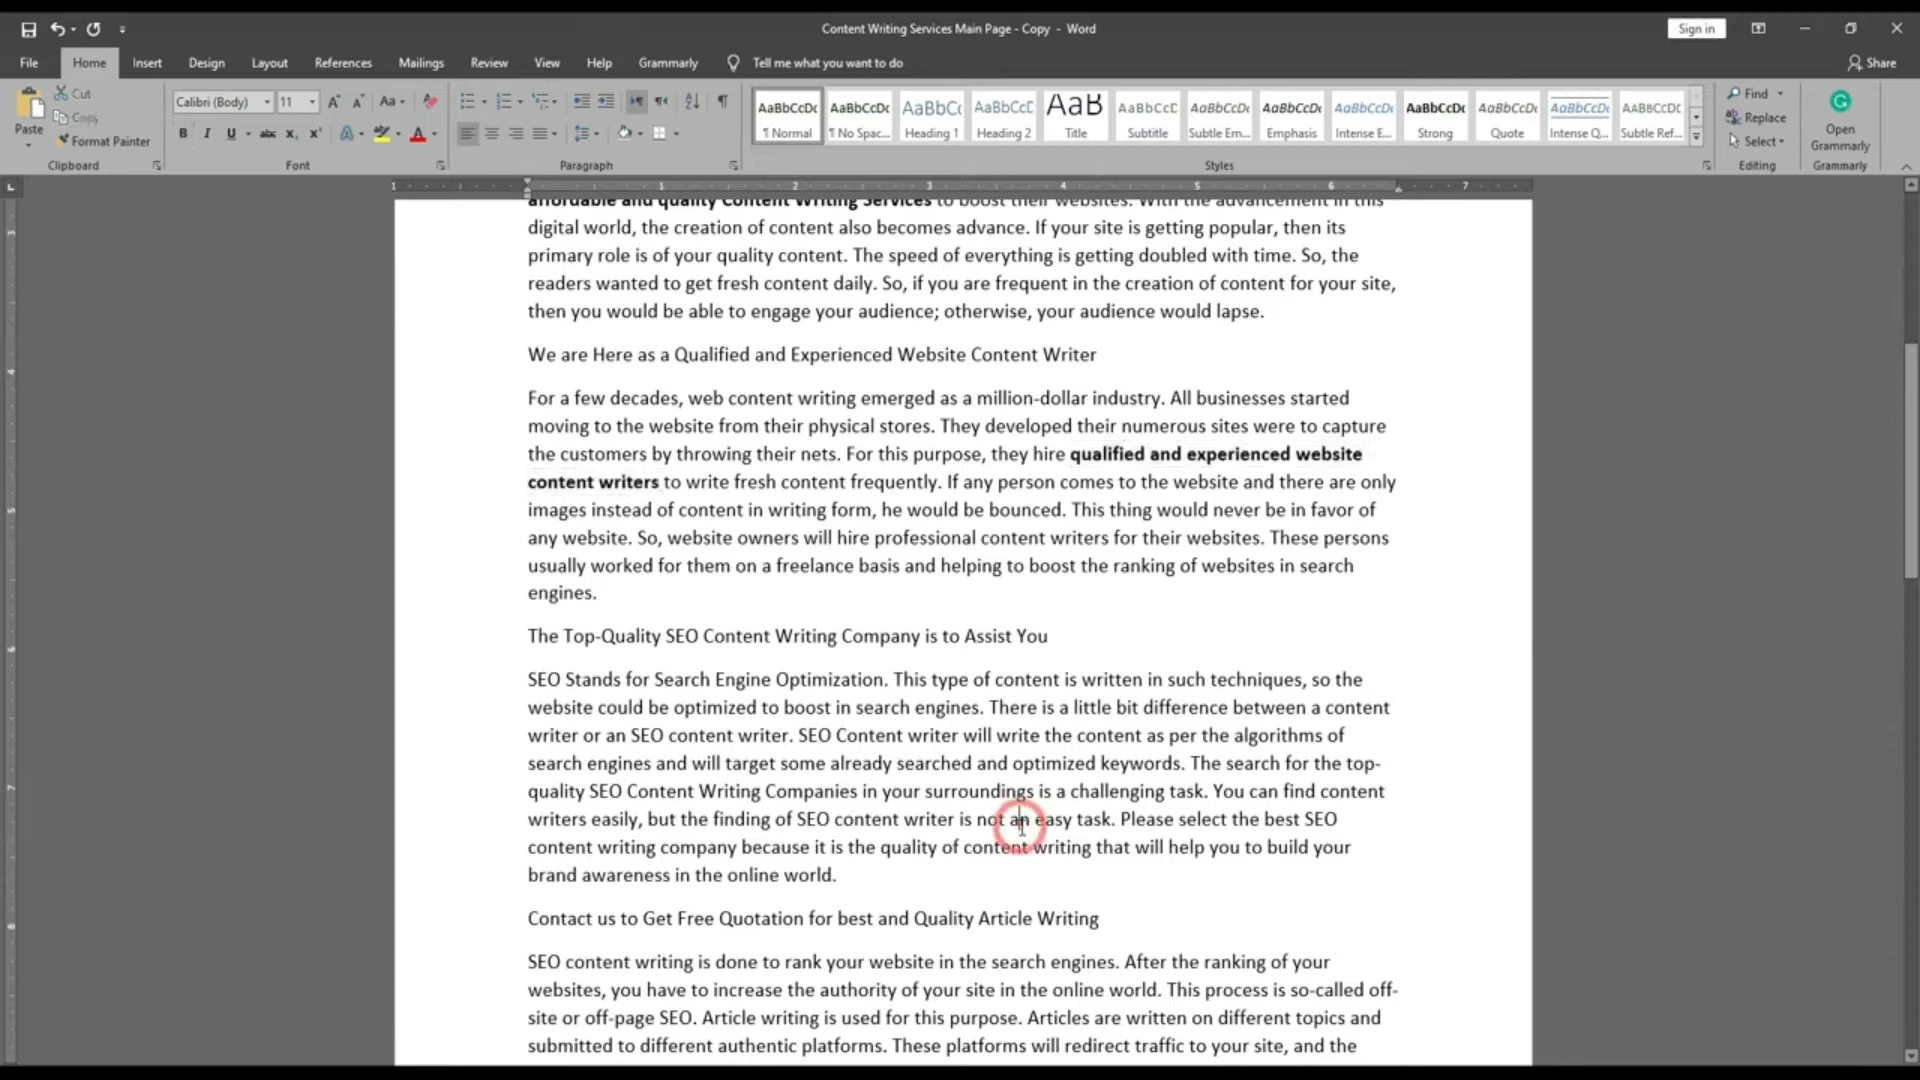 Content Writing Services Main Page - Copy - Word
Sign in
File Home Insert Design Layout References Mailings Review View Help Grammarly Tell me what you want to do Share
Paste
Cut
Copy
Format Painter
Clipboard
Calibri (Body) 11
Font
Paragraph
AaBbCcDc AaBbCcDc AaBbC( AaBbCcC AaB AaBbCcC AaBbCcDc AaBbCcDc AaBbCcDc AaBbCcDc AaBbCcDc AaBbCcDc AABBCCDC
¶ Normal ¶ No Spac... Heading 1 Heading 2 Title Subtitle Subtle Em... Emphasis Intense E... Strong Quote Intense Q... Subtle Ref...
Styles
Find
Replace
Select
Editing
Open
Grammarly
Grammarly
1 1 2 3 4 5 6 7
affordable and quality Content Writing Services to boost their websites. With the advancement in this
digital world, the creation of content also becomes advance. If your site is getting popular, then its
primary role is of your quality content. The speed of everything is getting doubled with time. So, the
readers wanted to get fresh content daily. So, if you are frequent in the creation of content for your site,
then you would be able to engage your audience; otherwise, your audience would lapse.
We are Here as a Qualified and Experienced Website Content Writer
For a few decades, web content writing emerged as a million-dollar industry. All businesses started
moving to the website from their physical stores. They developed their numerous sites were to capture
the customers by throwing their nets. For this purpose, they hire qualified and experienced website
content writers to write fresh content frequently. If any person comes to the website and there are only
images instead of content in writing form, he would be bounced. This thing would never be in favor of
any website. So, website owners will hire professional content writers for their websites. These persons
usually worked for them on a freelance basis and helping to boost the ranking of websites in search
engines.
The Top-Quality SEO Content Writing Company is to Assist You
SEO Stands for Search Engine Optimization. This type of content is written in such techniques, so the
website could be optimized to boost in search engines. There is a little bit difference between a content
writer or an SEO content writer. SEO Content writer will write the content as per the algorithms of
search engines and will target some already searched and optimized keywords. The search for the top-
quality SEO Content Writing Companies in your surroundings is a challenging task. You can find content
writers easily, but the finding of SEO content writer is not an easy task. Please select the best SEO
content writing company because it is the quality of content writing that will help you to build your
brand awareness in the online world.
Contact us to Get Free Quotation for best and Quality Article Writing
SEO content writing is done to rank your website in the search engines. After the ranking of your
websites, you have to increase the authority of your site in the online world. This process is so-called off-
site or off-page SEO. Article writing is used for this purpose. Articles are written on different topics and
submitted to different authentic platforms. These platforms will redirect traffic to your site, and the